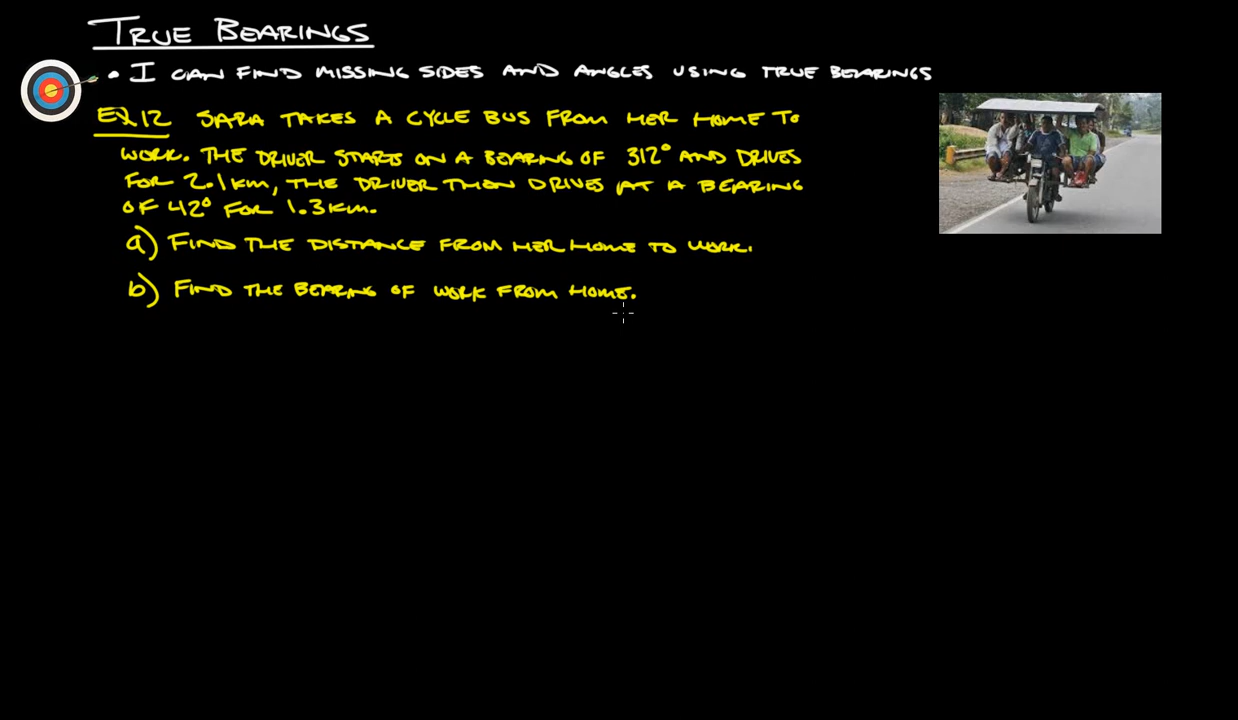 TRUE BEARINGS
• I CAN FIND MISSING SIDES AND ANGLES USING TRUE BEARINGS
EX.12 SARA TAKES A CYCLE BUS FROM HER HOME TO
WORK. THE DRIVER STARTS ON A BEARING OF 312° AND DRIVES
FOR 2.1KM, THE DRIVER THAN DRIVES AT A BEARING
OF 42° FOR 1.3KM.
a) FIND THE DISTANCE FROM HER HOME TO WORK.
b) FIND THE BEARING OF WORK FROM HOME.